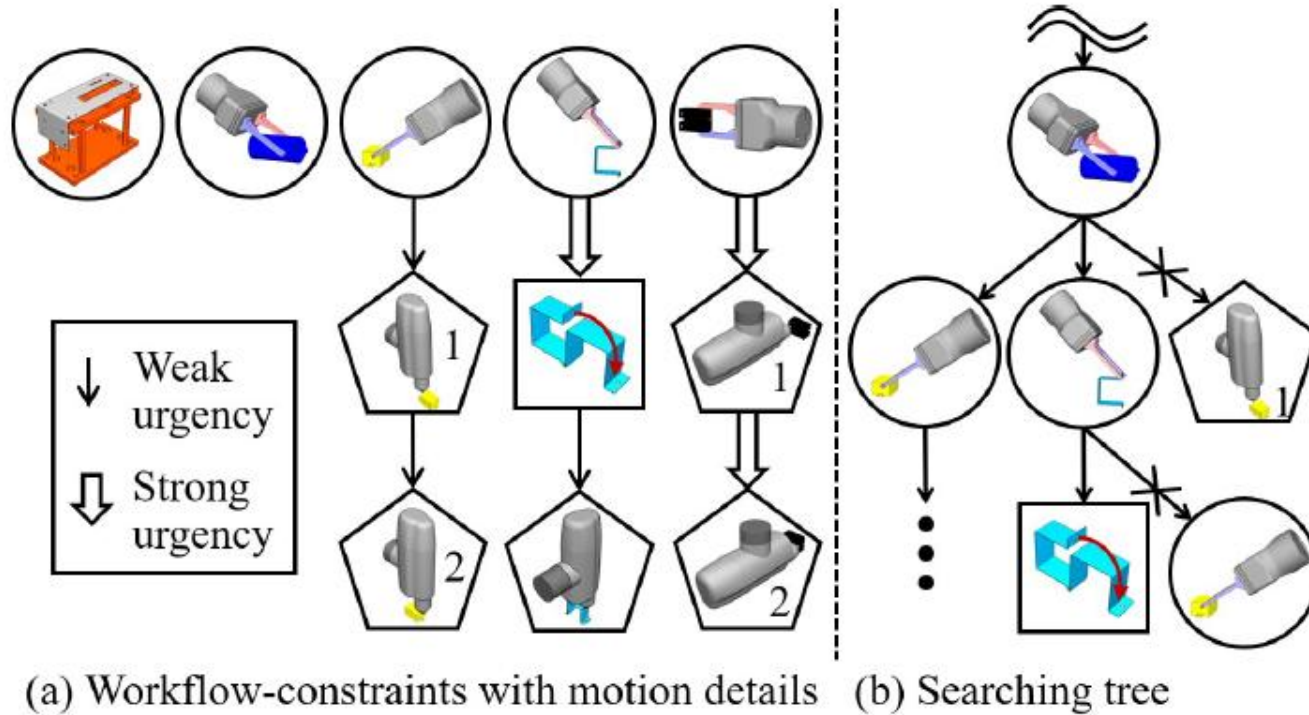 1
1
1
Weak
urgency
Strong
urgency
2
2
(a) Workflow-constraints with motion details
(b) Searching tree